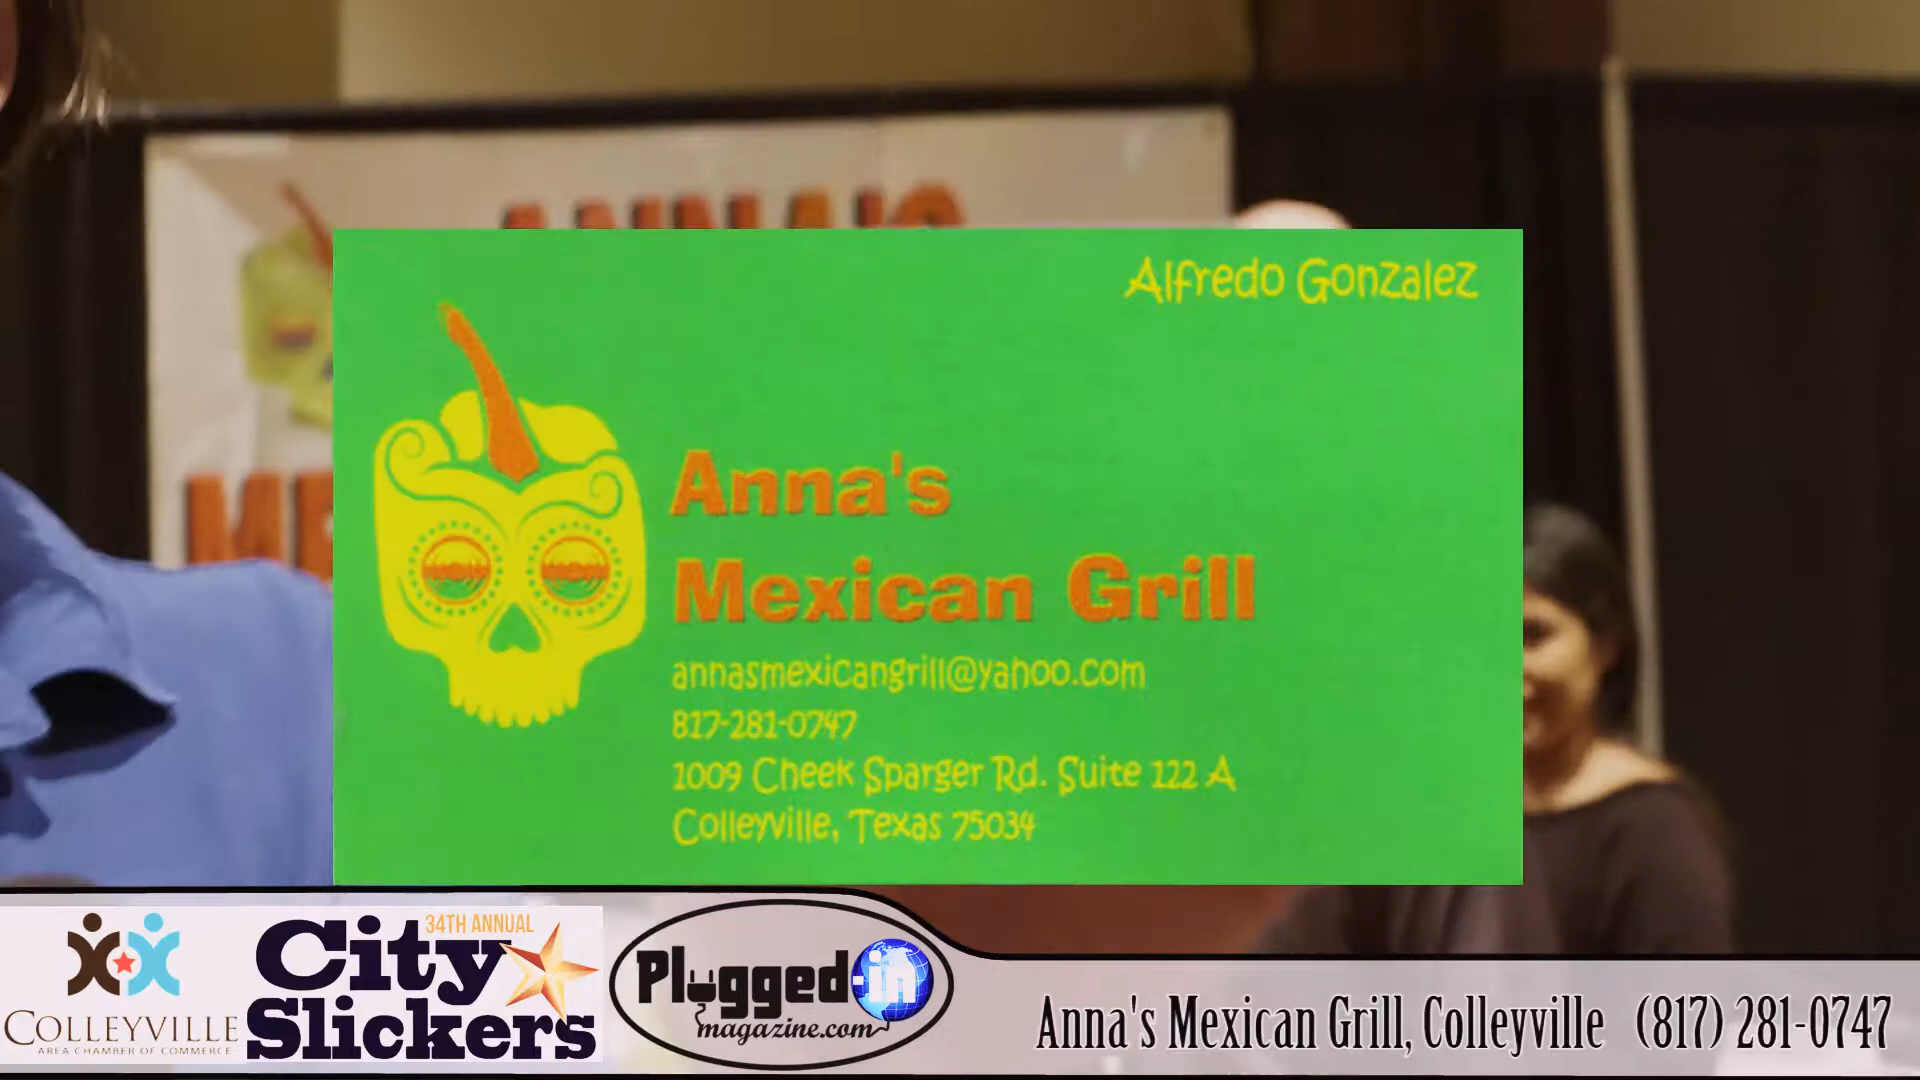 ANNA'S
Alfredo Gonzalez
Anna's
Mexican Grill
annasmexicangrill@yahoo.com
817-281-0747
1009 Cheek Sparger Rd. Suite 122 A
Colleyville, Texas 75034
34TH ANNUAL
City
Slickers
COLLEYVILLE
AREA CHAMBER OF COMMERCE
Plugged-in
magazine.com
Anna's Mexican Grill, Colleyville (817) 281-0747